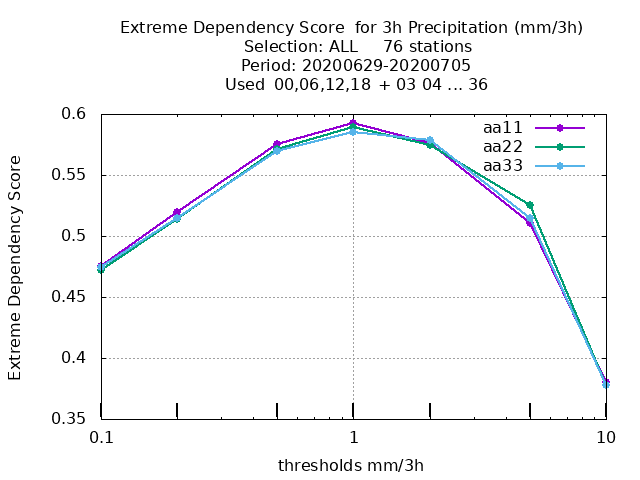 Extreme Dependency Score  for 3h Precipitation (mm/3h)
Selection: ALL     76 stations
Period: 20200629-20200705
Used  00,06,12,18  + 03 04 ... 36
aa11
aa22
aa33
0.6
0.55
0.5
0.45
0.4
0.35
Extreme Dependency Score
0.1
1
10
thresholds mm/3h